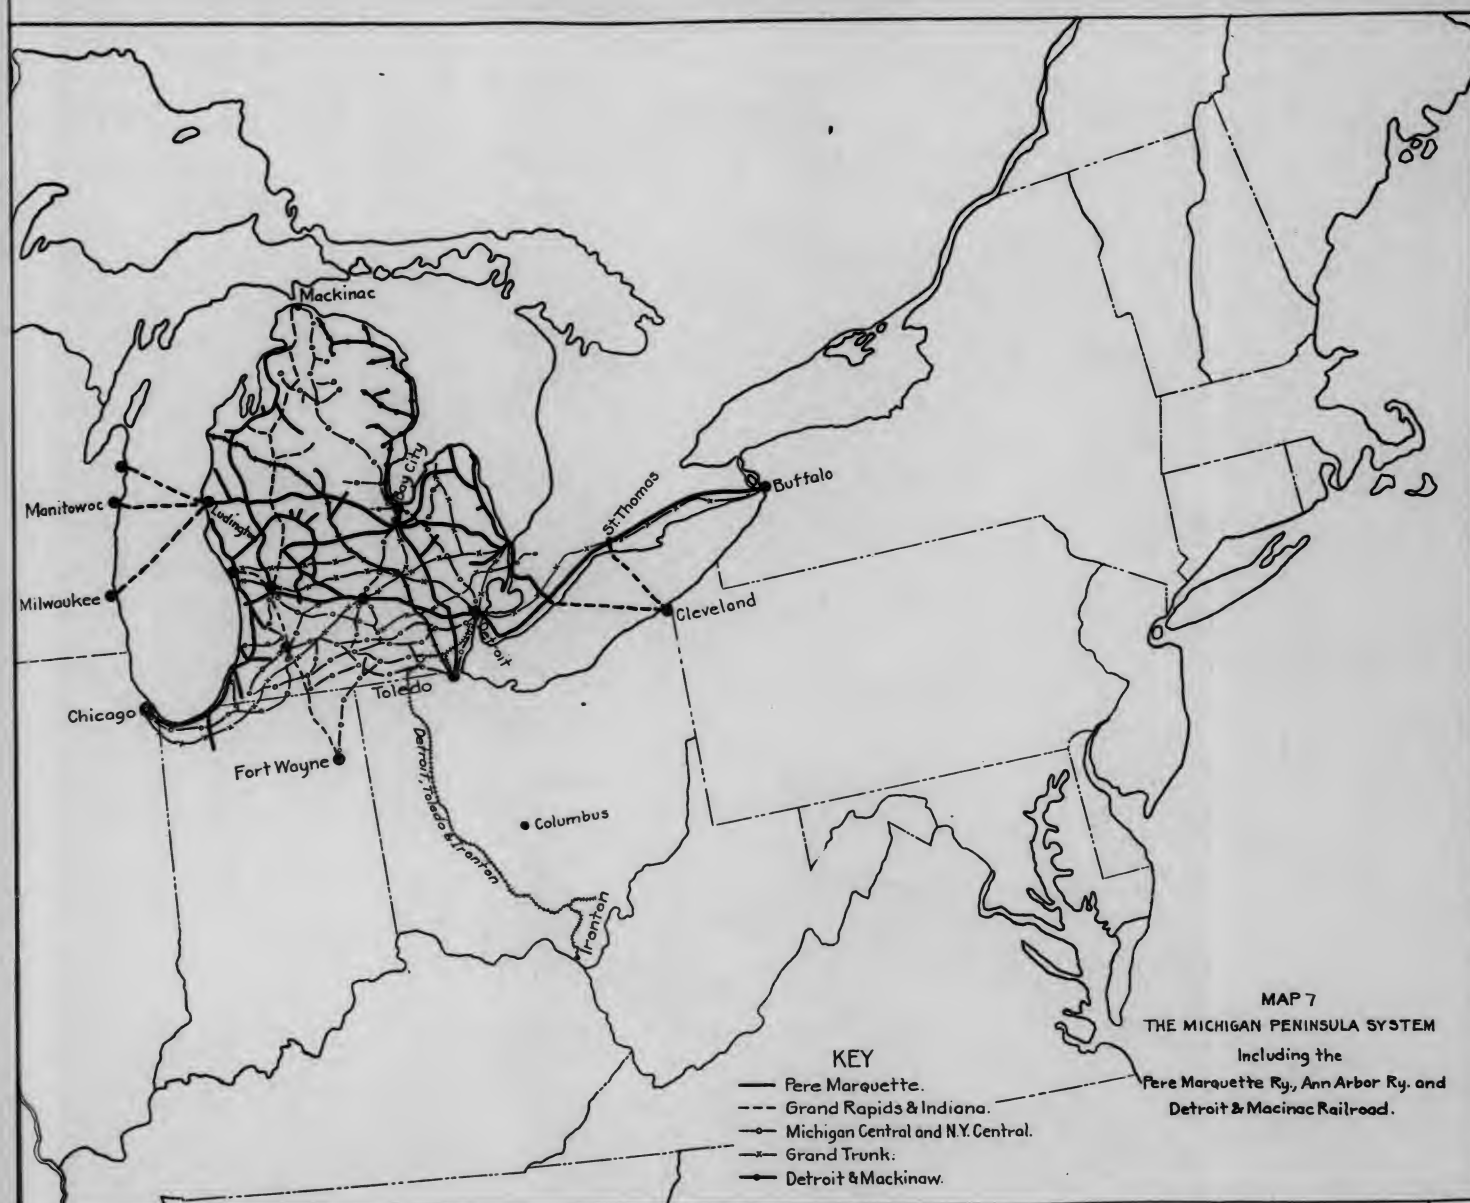 Mackinac
Bay City
Manitowoc
Ludingh
St. Thomas
Buffalo
Milwaukee
Cleveland
Detroit
Toledo
Chicago
Fort Wayne
Detroit, Toledo & Ironton
Columbus
Ironton
MAP 7
THE MICHIGAN PENINSULA SYSTEM
Including the
Pere Marquette Ry., Ann Arbor Ry. and
Detroit & Macinac Railroad.
KEY
Pere Marquette.
Grand Rapids & Indiana.
Michigan Central and N.Y. Central.
Grand Trunk.
Detroit & Mackinaw.